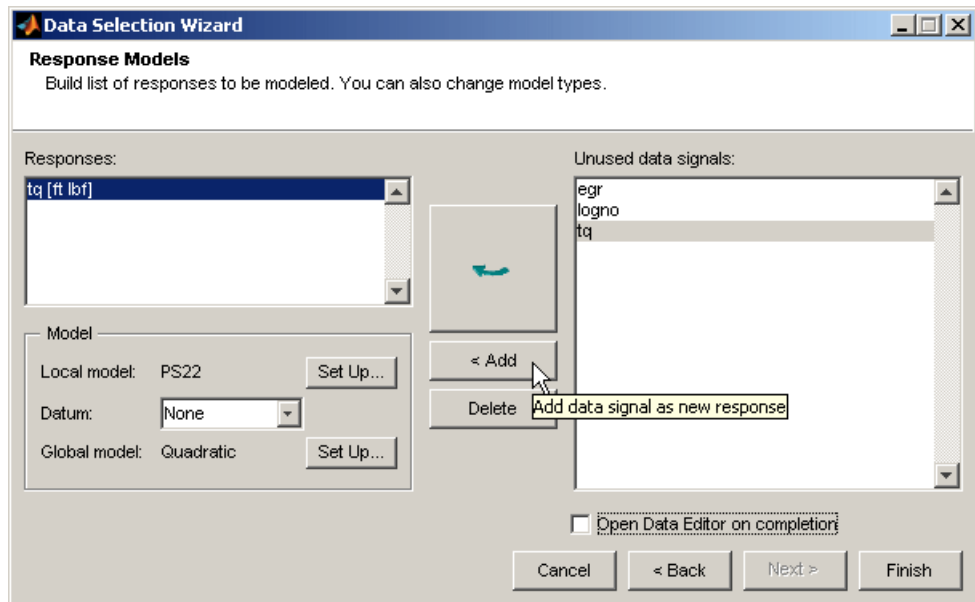 Data Selection Wizard
Response Models
Build list of responses to be modeled. You can also change model types.
Responses:
tq [ft lbf]
Unused data signals:
egr
logno
tq
< Add
Delete
Add data signal as new response
Model
Local model: PS22 Set Up...
Datum: None
Global model: Quadratic Set Up...
Open Data Editor on completion
Cancel < Back Next > Finish